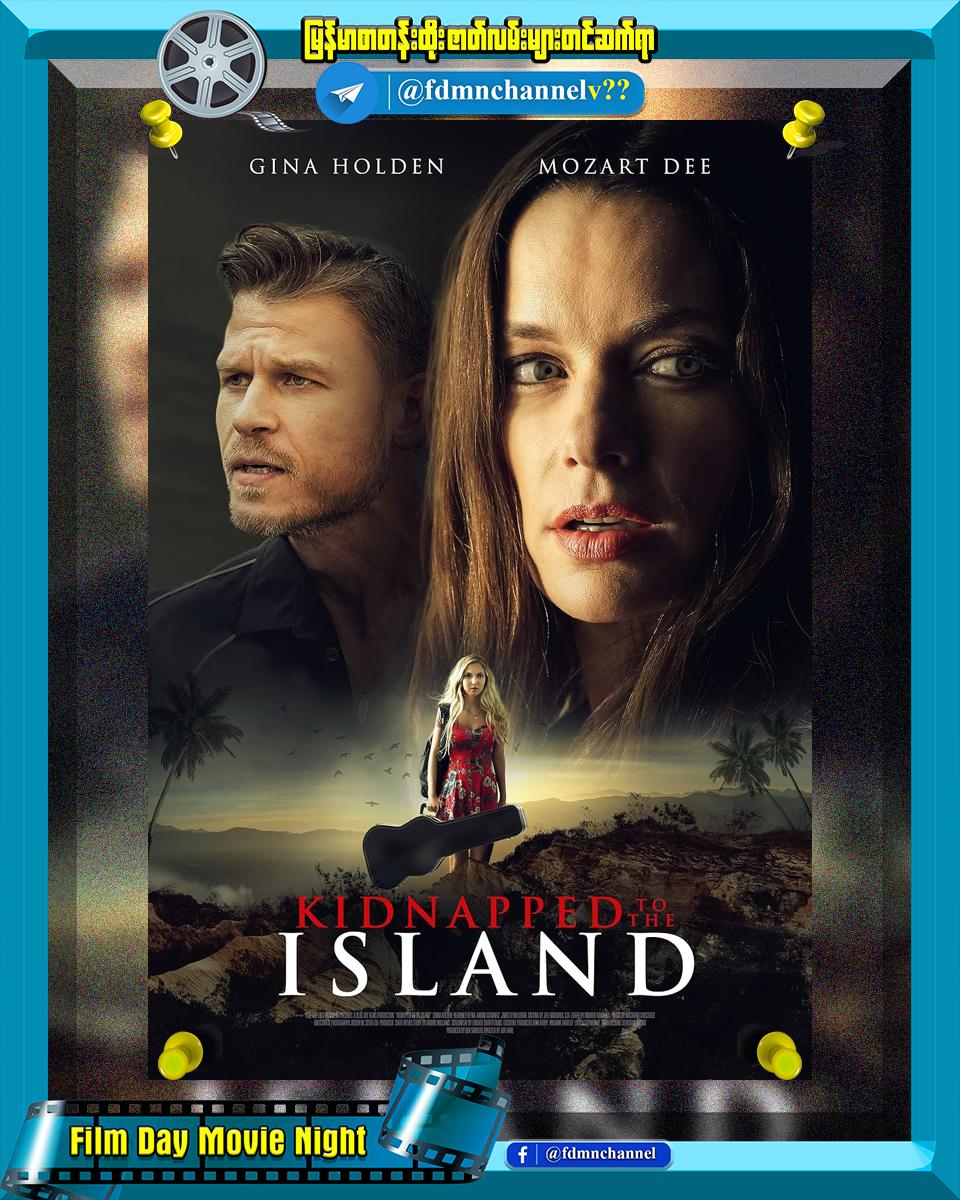 မြန်မာစာတန်းထိုးဇာတ်လမ်းများတင်ဆက်ရာ
@fdmnchannelv??
GINA HOLDEN MOZART DEE
KIDNAPPED TO THE
ISLAND
Film Day Movie Night
@fdmnchannel